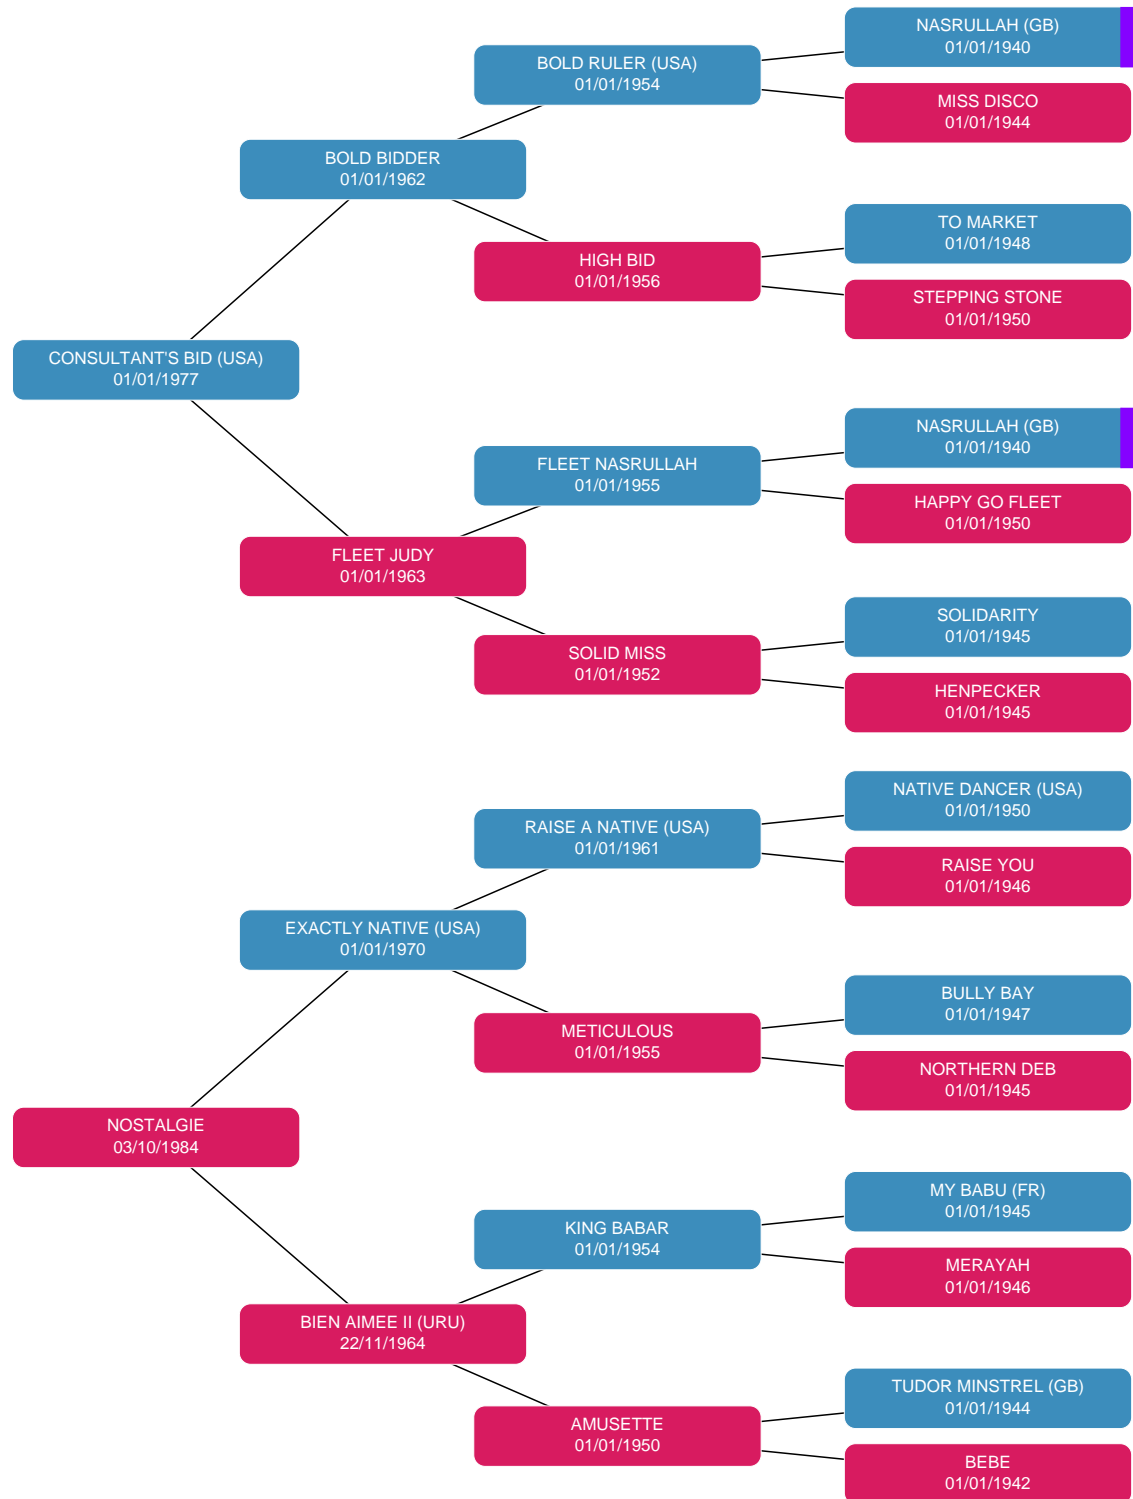 NASRULLAH (GB)
01/01/1940
BOLD RULER (USA)
01/01/1954
MISS DISCO
01/01/1944
BOLD BIDDER
01/01/1962
TO MARKET
01/01/1948
HIGH BID
01/01/1956
STEPPING STONE
01/01/1950
CONSULTANT'S BID (USA)
01/01/1977
NASRULLAH (GB)
01/01/1940
FLEET NASRULLAH
01/01/1955
HAPPY GO FLEET
01/01/1950
FLEET JUDY
01/01/1963
SOLIDARITY
01/01/1945
SOLID MISS
01/01/1952
HENPECKER
01/01/1945
NATIVE DANCER (USA)
01/01/1950
RAISE A NATIVE (USA)
01/01/1961
RAISE YOU
01/01/1946
EXACTLY NATIVE (USA)
01/01/1970
BULLY BAY
01/01/1947
METICULOUS
01/01/1955
NORTHERN DEB
01/01/1945
NOSTALGIE
03/10/1984
MY BABU (FR)
01/01/1945
KING BABAR
01/01/1954
MERAYAH
01/01/1946
BIEN AIMEE II (URU)
22/11/1964
TUDOR MINSTREL (GB)
01/01/1944
AMUSETTE
01/01/1950
BEBE
01/01/1942